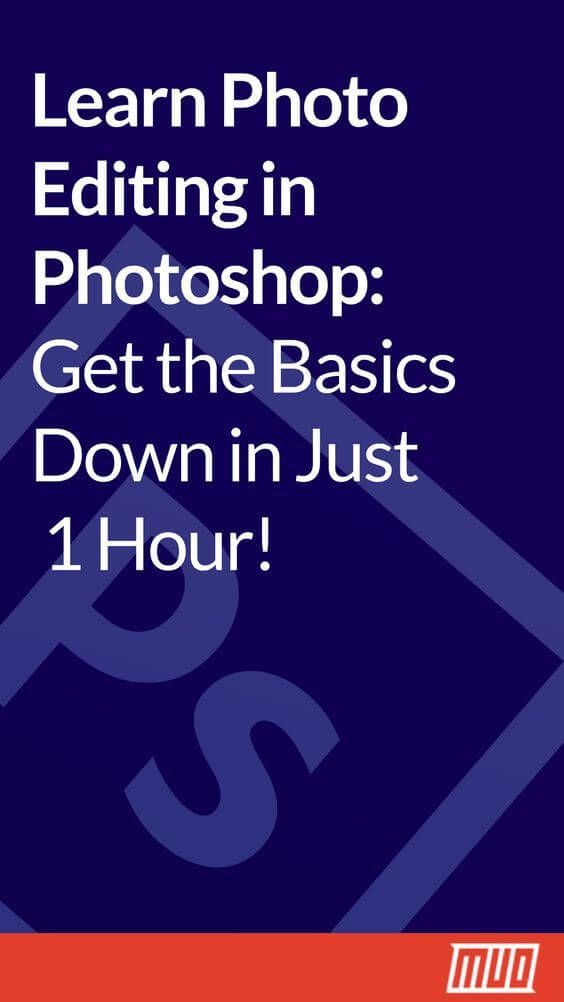 Learn Photo
Editing in
Photoshop:
Get the Basics
Down in Just
1 Hour!
Ps
MUO